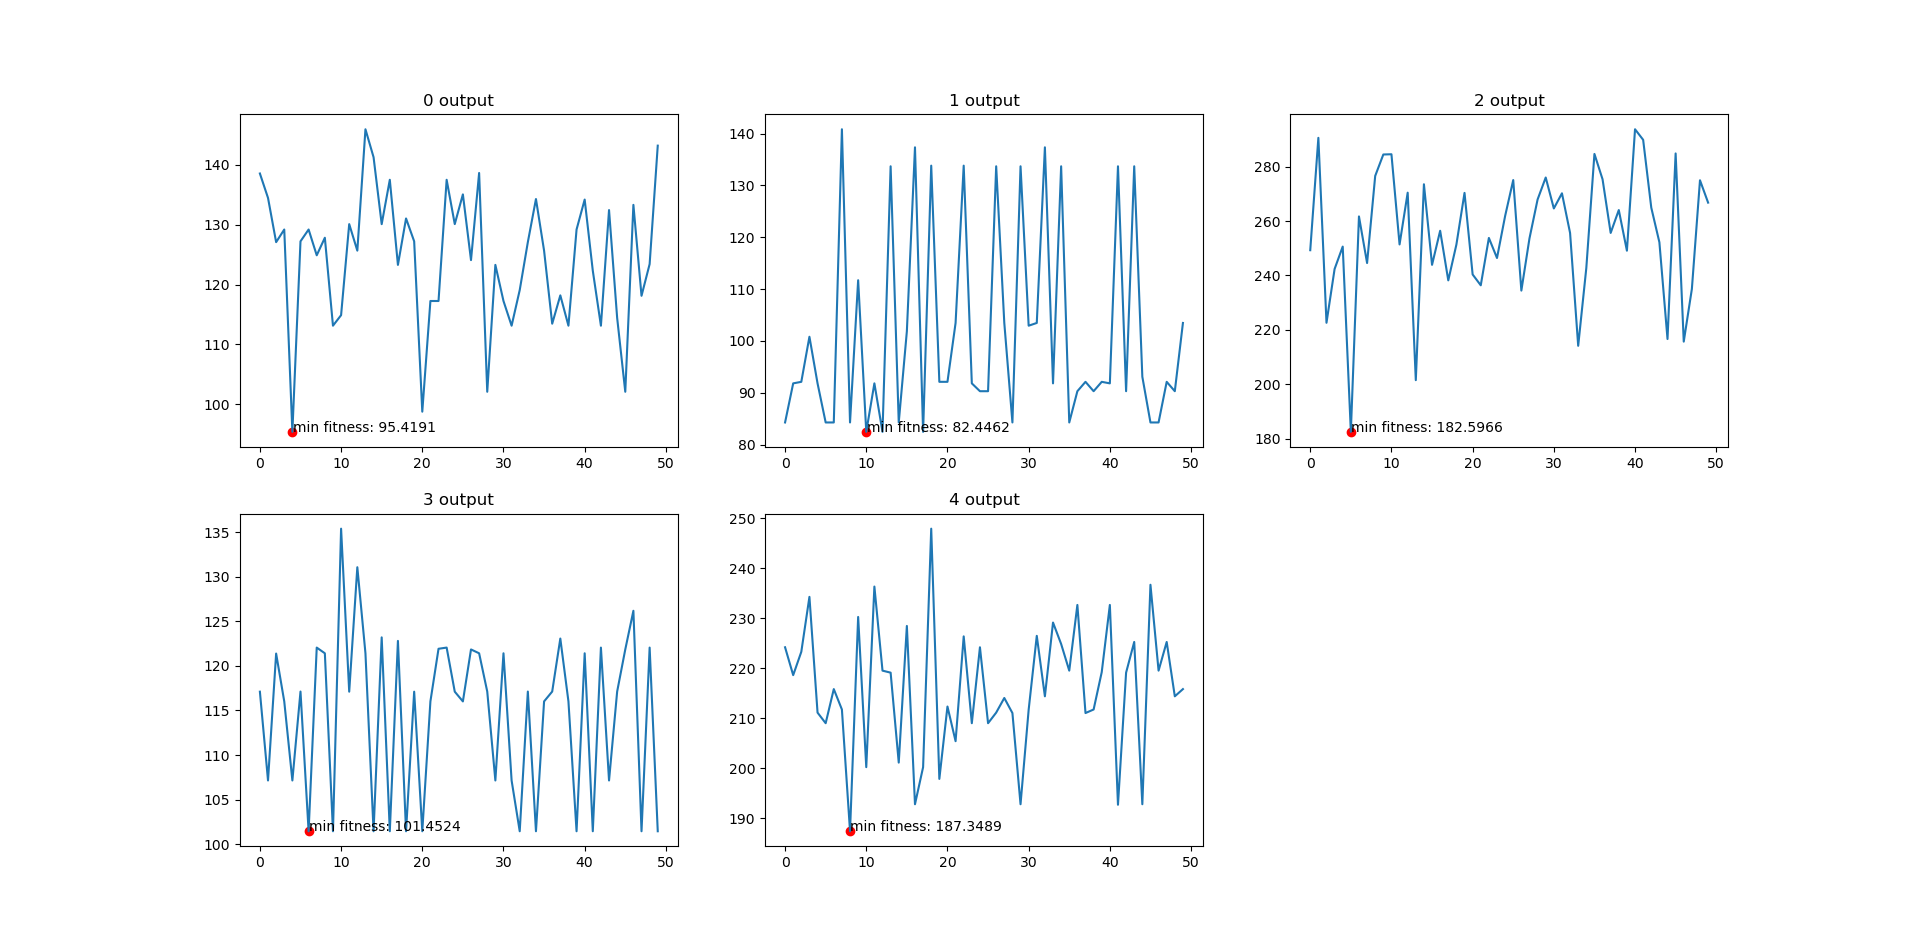 0 output
140
130
120
110
100
min fitness: 95.4191
0 10 20 30 40 50
1 output
140
130
120
110
100
90
80
min fitness: 82.4462
0 10 20 30 40 50
2 output
280
260
240
220
200
180
min fitness: 182.5966
0 10 20 30 40 50
3 output
135
130
125
120
115
110
105
100
min fitness: 101.4524
0 10 20 30 40 50
4 output
250
240
230
220
210
200
190
min fitness: 187.3489
0 10 20 30 40 50